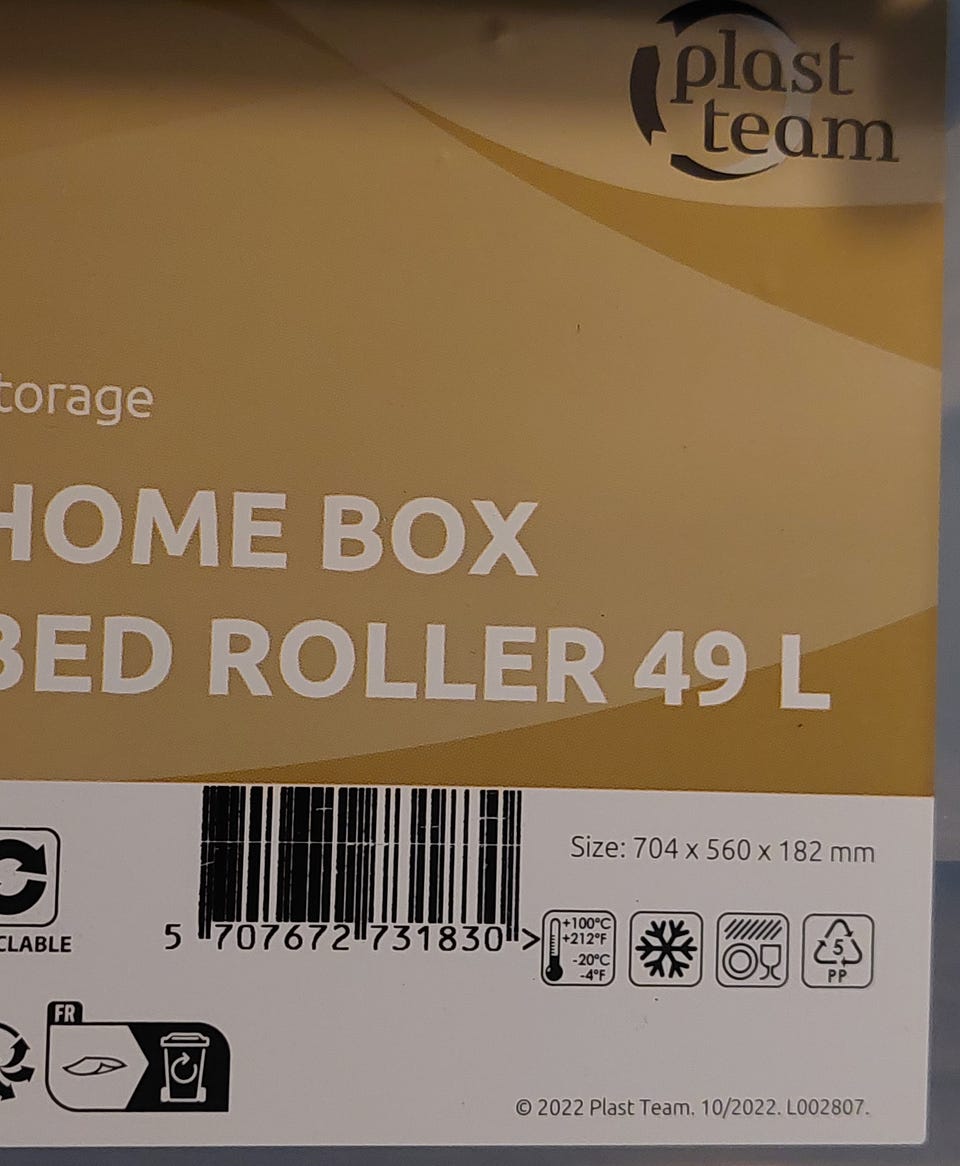 plast
team
torage
HOME BOX
BED ROLLER 49 L
Size: 704 x 560 x 182 mm
5 707672 731830 >
+100°C
+212°F
-20°C
-4°F
5
PP
CLABLE
FR
© 2022 Plast Team. 10/2022. L002807.